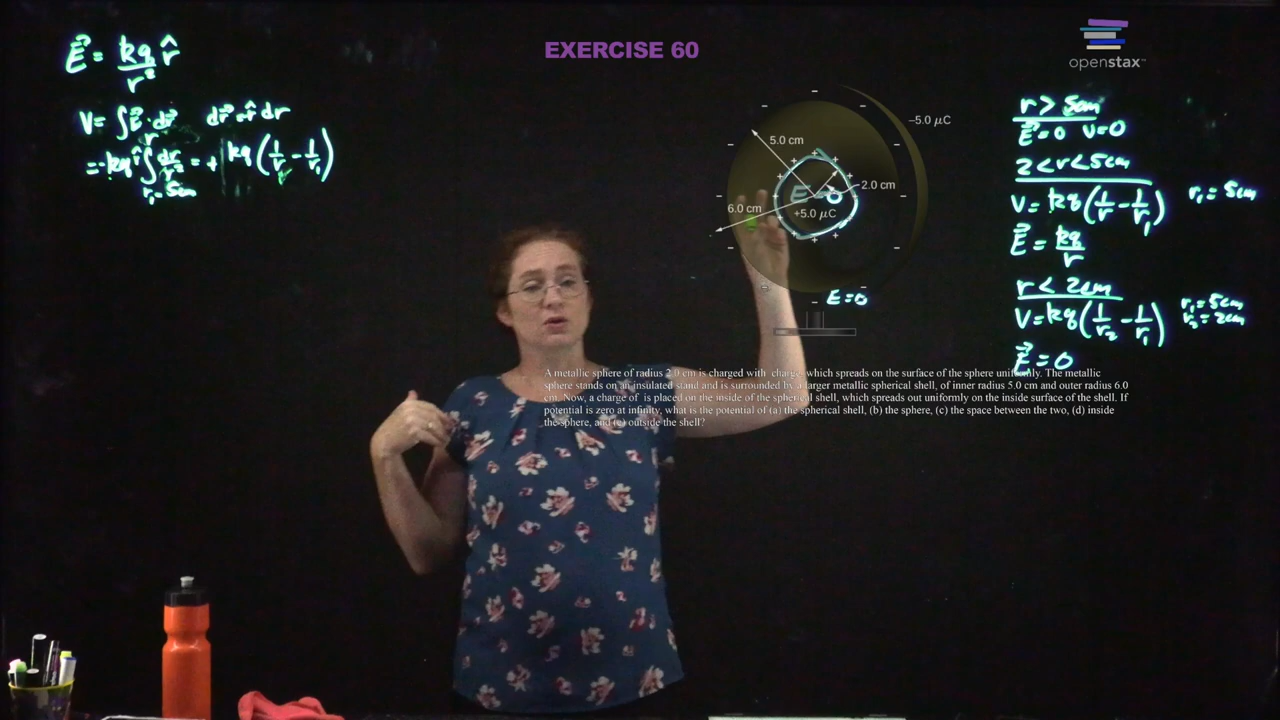 EXERCISE 60
openstax™
E⃗ = kq/r² r̂
V = ∫E⃗·dr⃗ dr⃗ = r̂ dr
= -kq r̂ ∫ dr/r² = + kq(1/r - 1/r₁)
r
r₁=5cm
-5.0 μC
5.0 cm
2.0 cm
E=0
6.0 cm
+5.0 μC
E=0
r > 5cm
E⃗=0 V=0
2<r<5cm
V = kq(1/r - 1/r₁) r₁=5cm
E⃗ = kq/r
r < 2cm
V=kq(1/r₂ - 1/r₁) r₁=5cm
r₂=2cm
E⃗=0
A metallic sphere of radius 2.0 cm is charged with charge, which spreads on the surface of the sphere uniformly. The metallic
sphere stands on an insulated stand and is surrounded by a larger metallic spherical shell, of inner radius 5.0 cm and outer radius 6.0
cm. Now, a charge of is placed on the inside of the spherical shell, which spreads out uniformly on the inside surface of the shell. If
potential is zero at infinity, what is the potential of (a) the spherical shell, (b) the sphere, (c) the space between the two, (d) inside
the sphere, and (e) outside the shell?